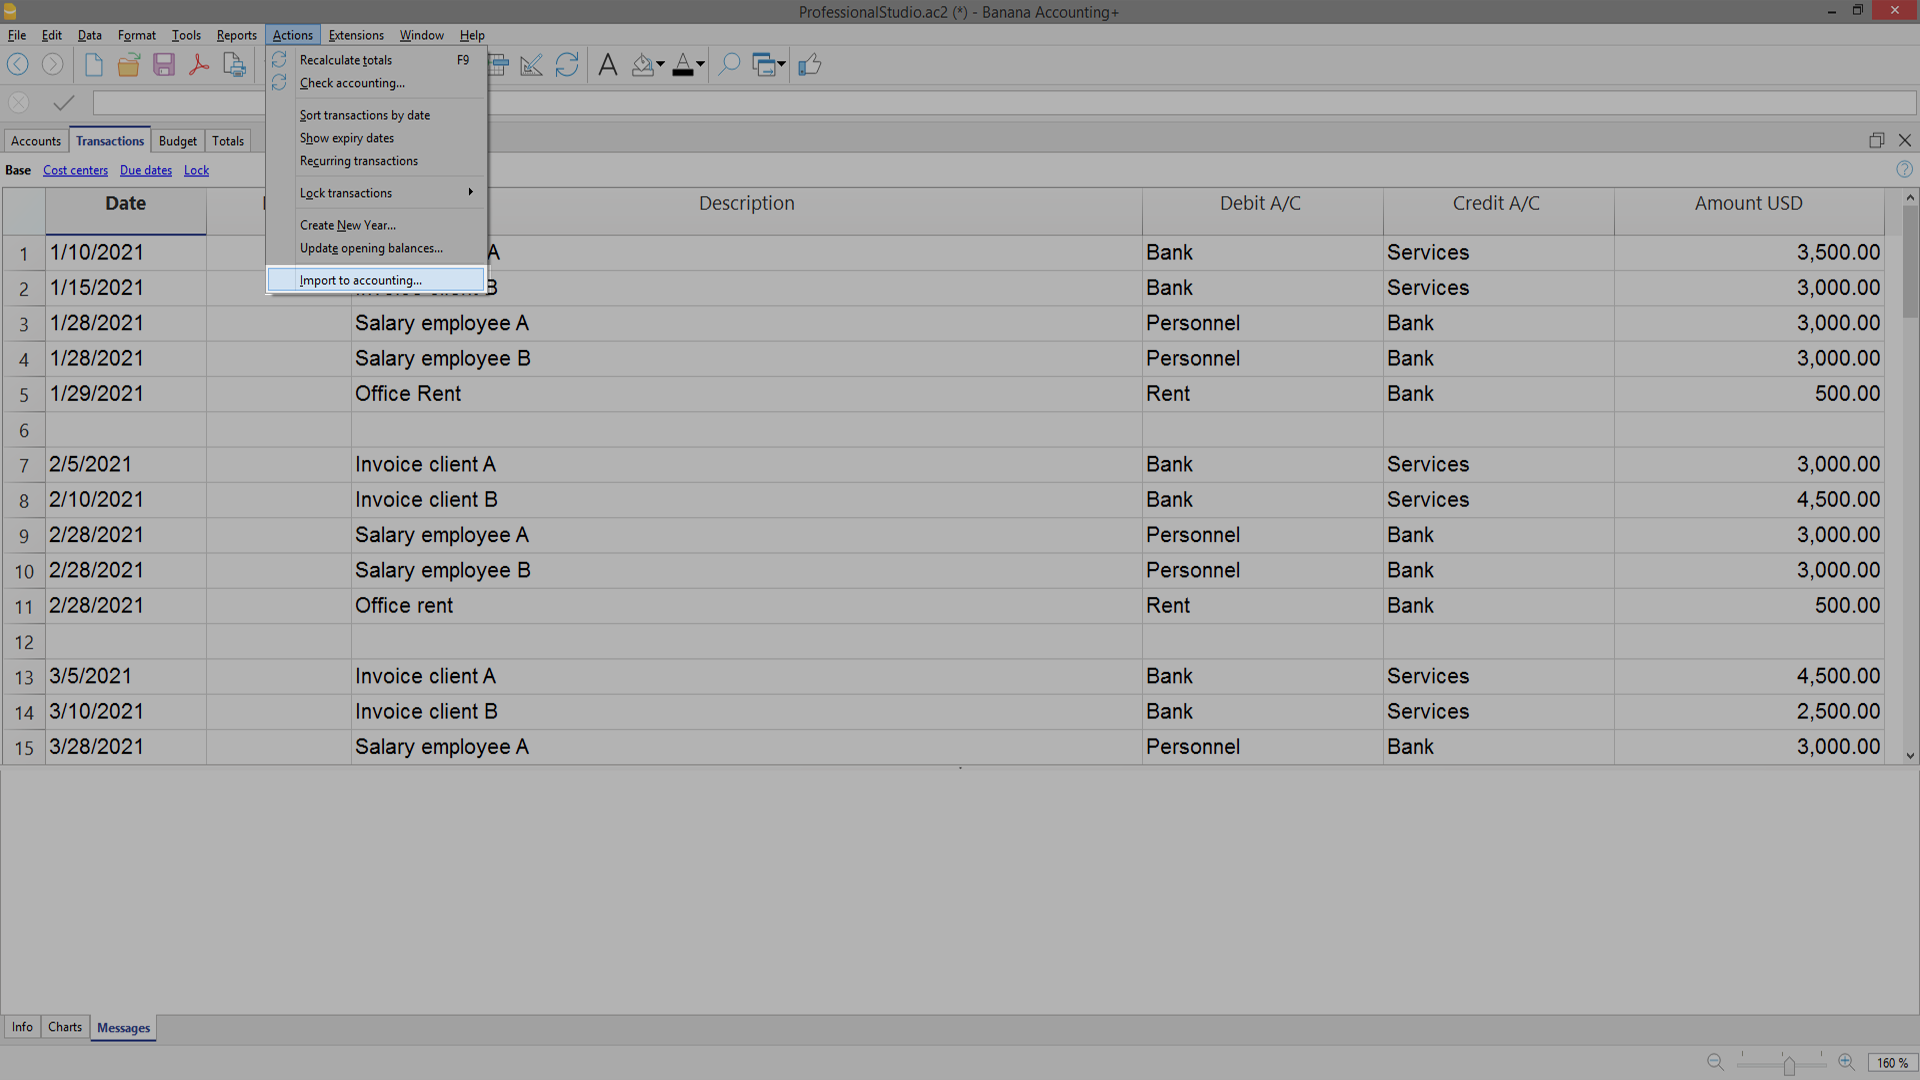 ProfessionalStudio.ac2 (*) - Banana Accounting+
File Edit Data Format Tools Reports Actions Extensions Window Help
Recalculate totals F9
Check accounting...
Sort transactions by date
Show expiry dates
Recurring transactions
Lock transactions
Create New Year...
Update opening balances...
Import to accounting...
Accounts Transactions Budget Totals
Base Cost centers Due dates Lock
Date Description Debit A/C Credit A/C Amount USD
1 1/10/2021 A Bank Services 3,500.00
2 1/15/2021 B Bank Services 3,000.00
3 1/28/2021 Salary employee A Personnel Bank 3,000.00
4 1/28/2021 Salary employee B Personnel Bank 3,000.00
5 1/29/2021 Office Rent Rent Bank 500.00
6
7 2/5/2021 Invoice client A Bank Services 3,000.00
8 2/10/2021 Invoice client B Bank Services 4,500.00
9 2/28/2021 Salary employee A Personnel Bank 3,000.00
10 2/28/2021 Salary employee B Personnel Bank 3,000.00
11 2/28/2021 Office rent Rent Bank 500.00
12
13 3/5/2021 Invoice client A Bank Services 4,500.00
14 3/10/2021 Invoice client B Bank Services 2,500.00
15 3/28/2021 Salary employee A Personnel Bank 3,000.00
Info Charts Messages
160 %